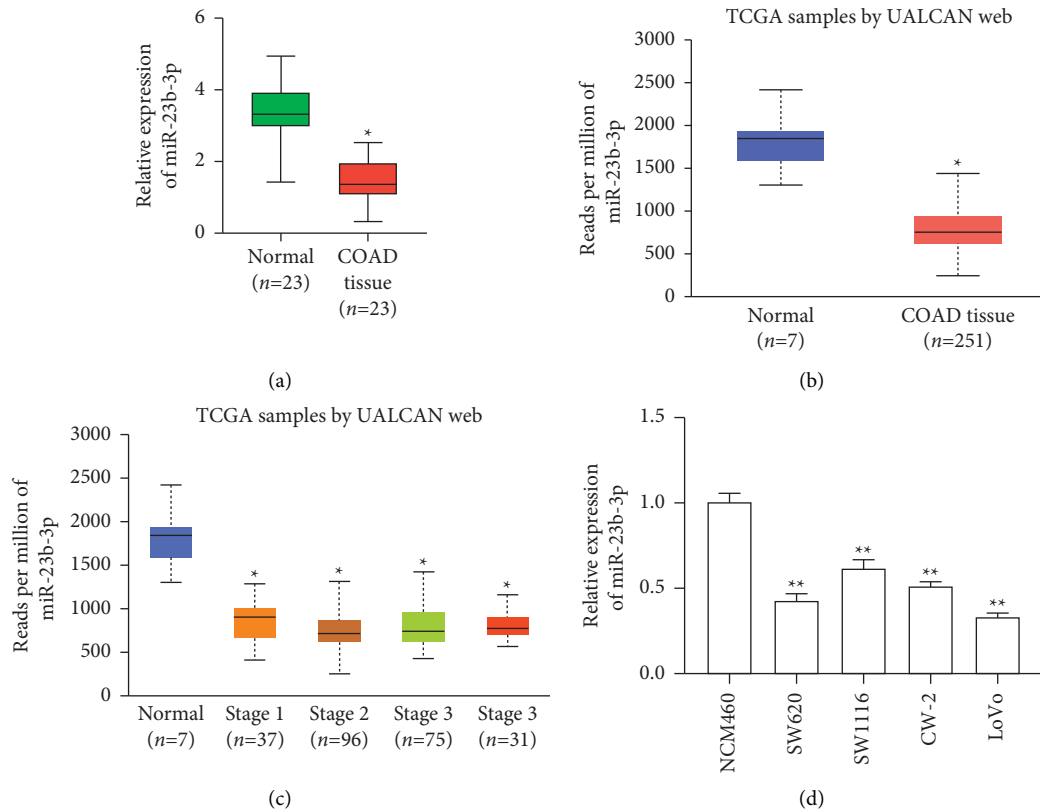 6
4
2
0
Relative expression
of miR-23b-3p
*
Normal
(n=23)
COAD
tissue
(n=23)
(a)
TCGA samples by UALCAN web
3000
2500
2000
1500
1000
500
0
Reads per million of
miR-23b-3p
*
Normal
(n=7)
COAD tissue
(n=251)
(b)
TCGA samples by UALCAN web
3000
2500
2000
1500
1000
500
0
Reads per million of
miR-23b-3p
*
*
*
*
Normal
(n=7)
Stage 1
(n=37)
Stage 2
(n=96)
Stage 3
(n=75)
Stage 3
(n=31)
(c)
1.5
1.0
0.5
0.0
Relative expression
of miR-23b-3p
**
**
**
**
NCM460
SW620
SW1116
CW-2
LoVo
(d)